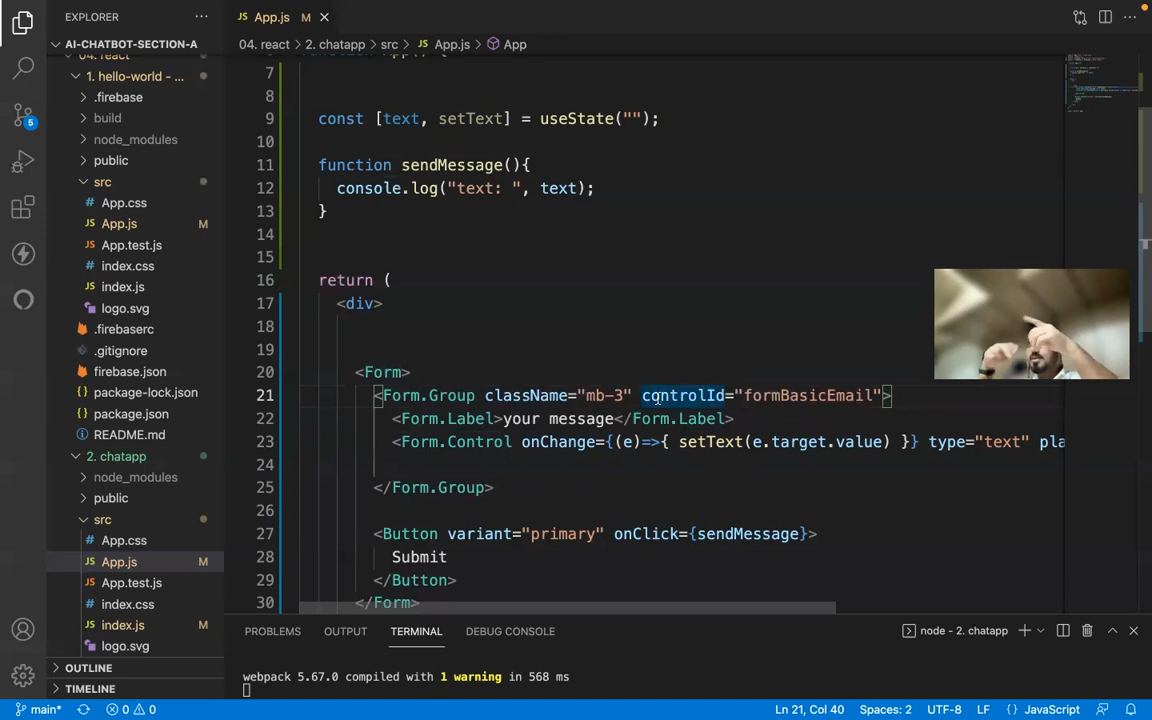 EXPLORER
App.js M
AI-CHATBOT-SECTION-A
04. react > 2. chatapp > src > App.js > App
04. react
1. hello-world - ...
.firebase
build
node_modules
public
src
App.css
App.js M
App.test.js
index.css
index.js
logo.svg
.firebaserc
.gitignore
firebase.json
package-lock.json
package.json
README.md
2. chatapp
node_modules
public
src
App.css
App.js M
App.test.js
index.css
index.js M
logo.svg
OUTLINE
TIMELINE
7
8
9 const [text, setText] = useState("");
10
11 function sendMessage(){
12 console.log("text: ", text);
13 }
14
15
16 return (
17 <div>
18
19
20 <Form>
21 <Form.Group className="mb-3" controlId="formBasicEmail">
22 <Form.Label>your message</Form.Label>
23 <Form.Control onChange={(e)=>{ setText(e.target.value) }} type="text" pla
24
25 </Form.Group>
26
27 <Button variant="primary" onClick={sendMessage}>
28 Submit
29 </Button>
30 </Form>
PROBLEMS OUTPUT TERMINAL DEBUG CONSOLE
node - 2. chatapp
webpack 5.67.0 compiled with 1 warning in 568 ms
5
main* 0 0 Ln 21, Col 40 Spaces: 2 UTF-8 LF {} JavaScript